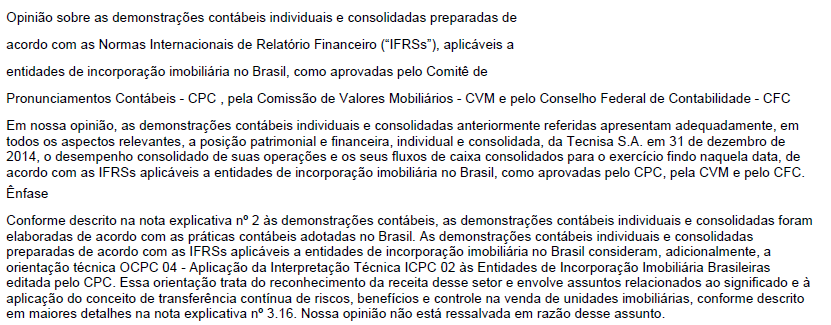 Opinião sobre as demonstrações contábeis individuais e consolidadas preparadas de
acordo com as Normas Internacionais de Relatório Financeiro (“IFRSs”), aplicáveis a
entidades de incorporação imobiliária no Brasil, como aprovadas pelo Comitê de
Pronunciamentos Contábeis - CPC , pela Comissão de Valores Mobiliários - CVM e pelo Conselho Federal de Contabilidade - CFC
Em nossa opinião, as demonstrações contábeis individuais e consolidadas anteriormente referidas apresentam adequadamente, em
todos os aspectos relevantes, a posição patrimonial e financeira, individual e consolidada, da Tecnisa S.A. em 31 de dezembro de
2014, o desempenho consolidado de suas operações e os seus fluxos de caixa consolidados para o exercício findo naquela data, de
acordo com as IFRSs aplicáveis a entidades de incorporação imobiliária no Brasil, como aprovadas pelo CPC, pela CVM e pelo CFC.
Ênfase
Conforme descrito na nota explicativa nº 2 às demonstrações contábeis, as demonstrações contábeis individuais e consolidadas foram
elaboradas de acordo com as práticas contábeis adotadas no Brasil. As demonstrações contábeis individuais e consolidadas
preparadas de acordo com as IFRSs aplicáveis a entidades de incorporação imobiliária no Brasil consideram, adicionalmente, a
orientação técnica OCPC 04 - Aplicação da Interpretação Técnica ICPC 02 às Entidades de Incorporação Imobiliária Brasileiras
editada pelo CPC. Essa orientação trata do reconhecimento da receita desse setor e envolve assuntos relacionados ao significado e à
aplicação do conceito de transferência contínua de riscos, benefícios e controle na venda de unidades imobiliárias, conforme descrito
em maiores detalhes na nota explicativa nº 3.16. Nossa opinião não está ressalvada em razão desse assunto.